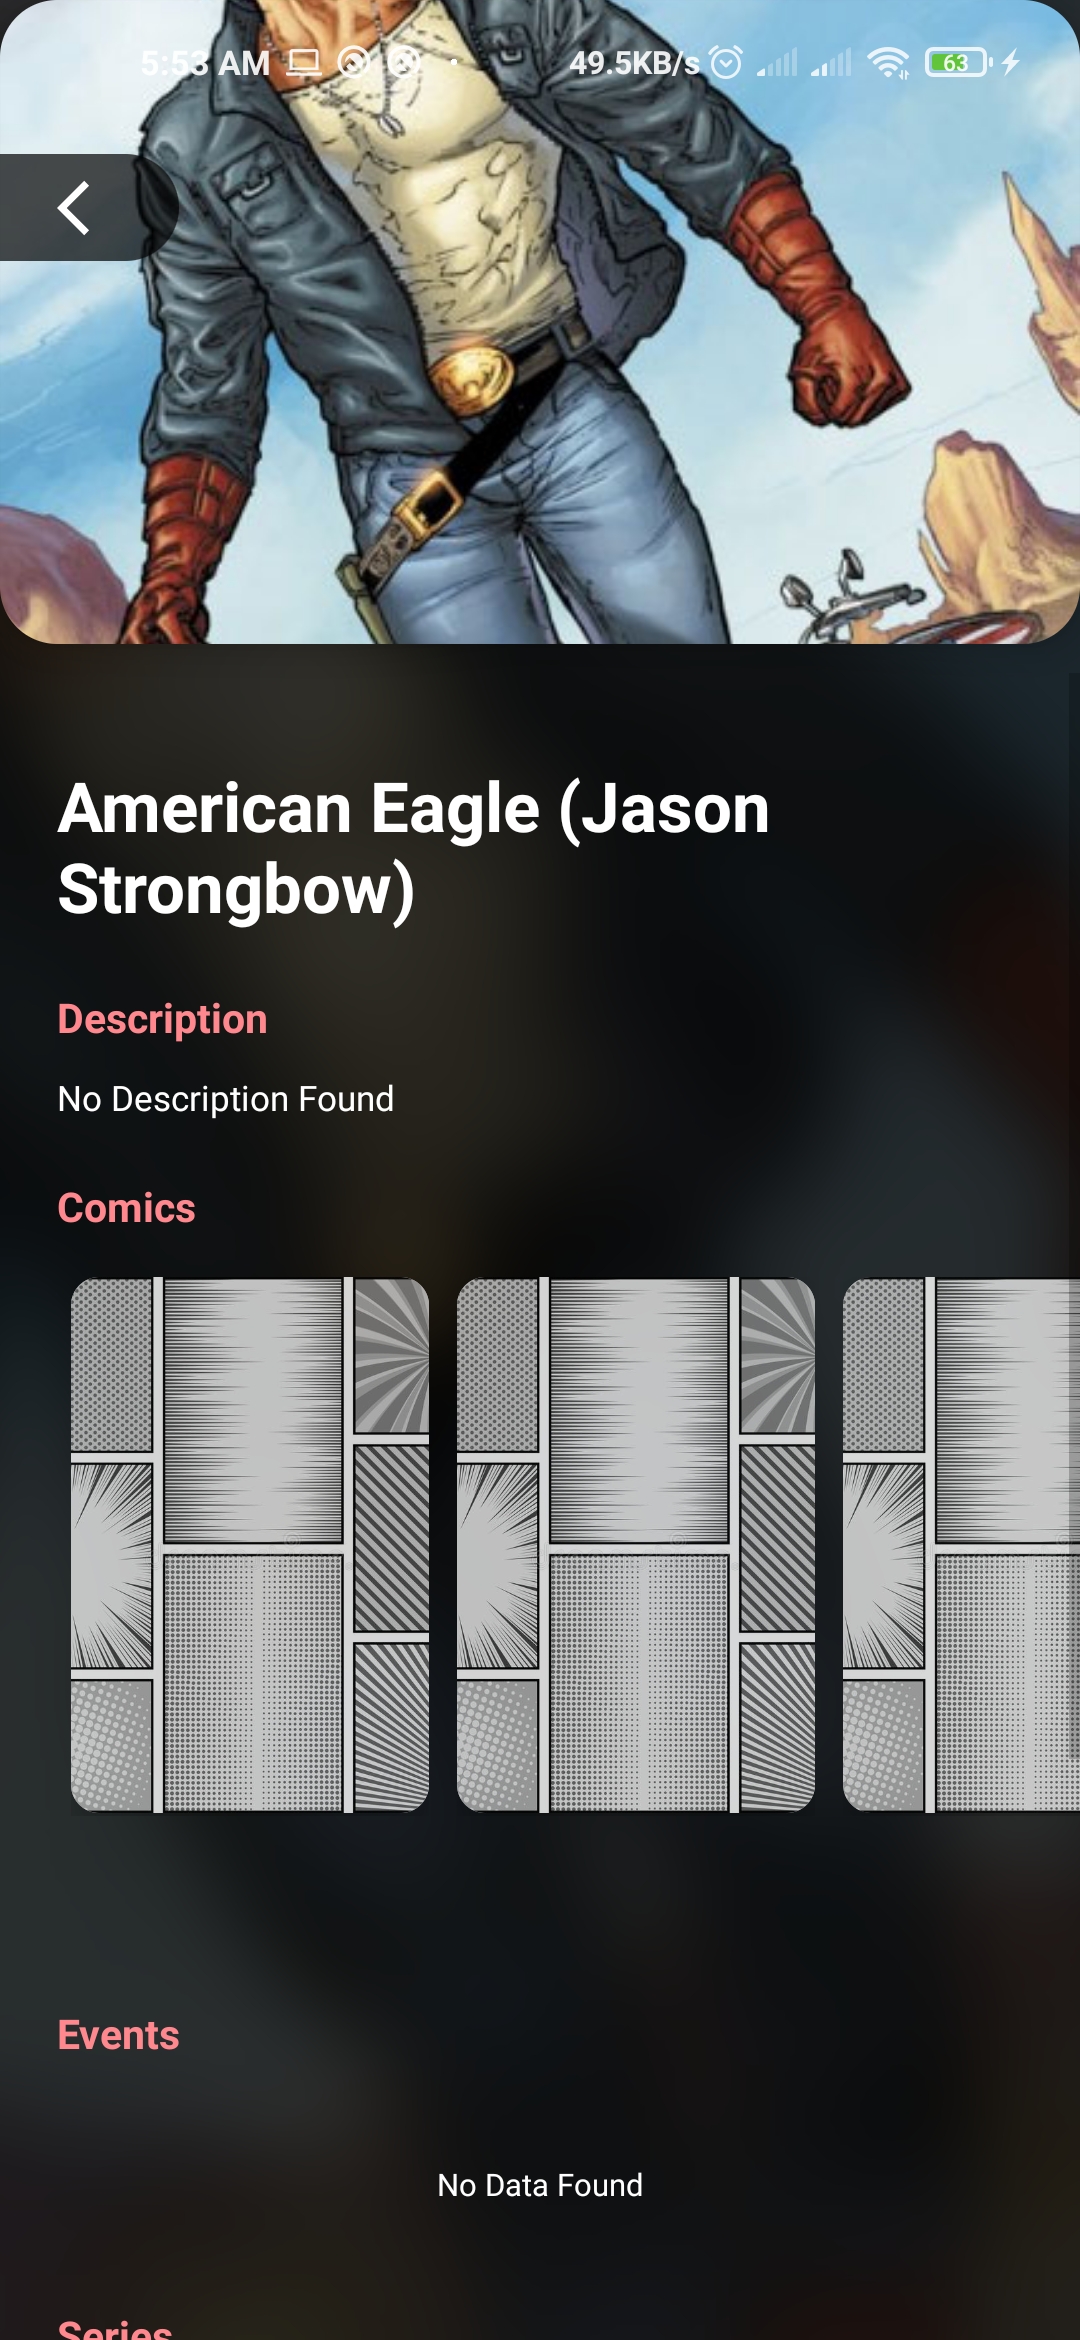 5:53 AM 49.5KB/s 63
American Eagle (Jason
Strongbow)
Description
No Description Found
Comics
Events
No Data Found
Series